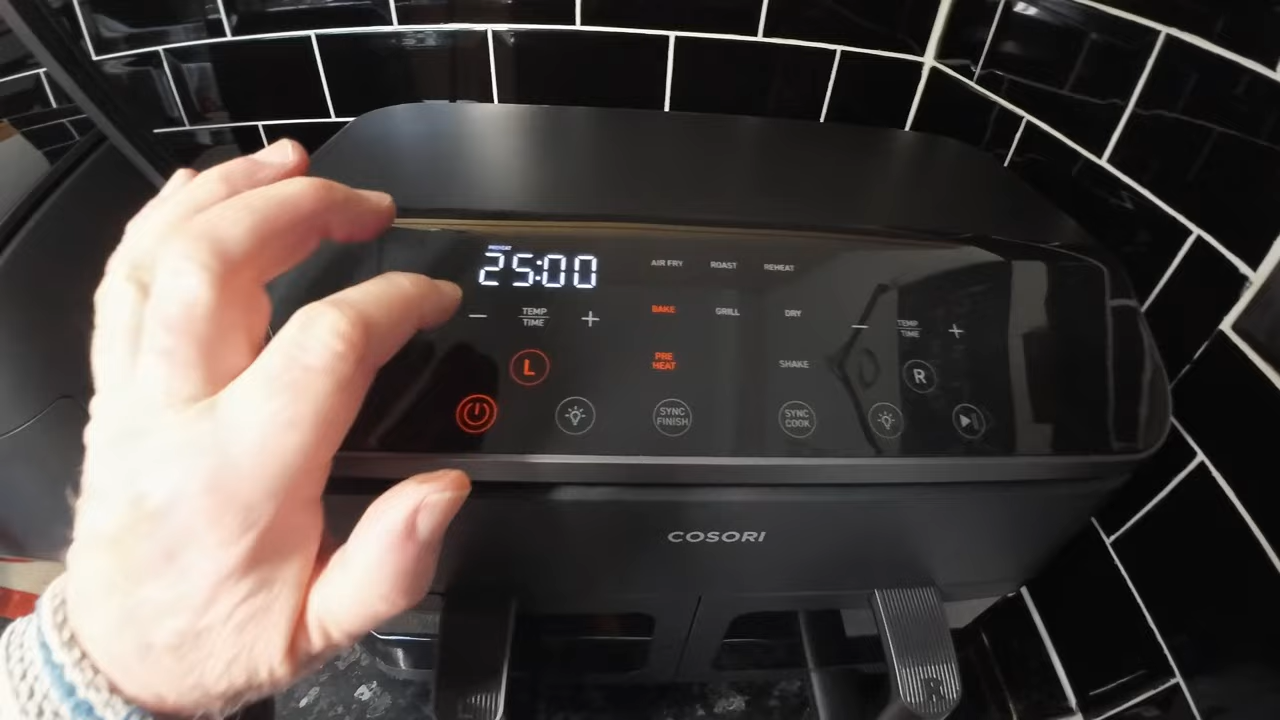 PREHEAT
25:00
AIR FRY ROAST REHEAT
− TEMP TIME +
BAKE GRILL DRY
− TEMP TIME +
L
PRE HEAT
SHAKE
R
SYNC FINISH
SYNC COOK
COSORI
R